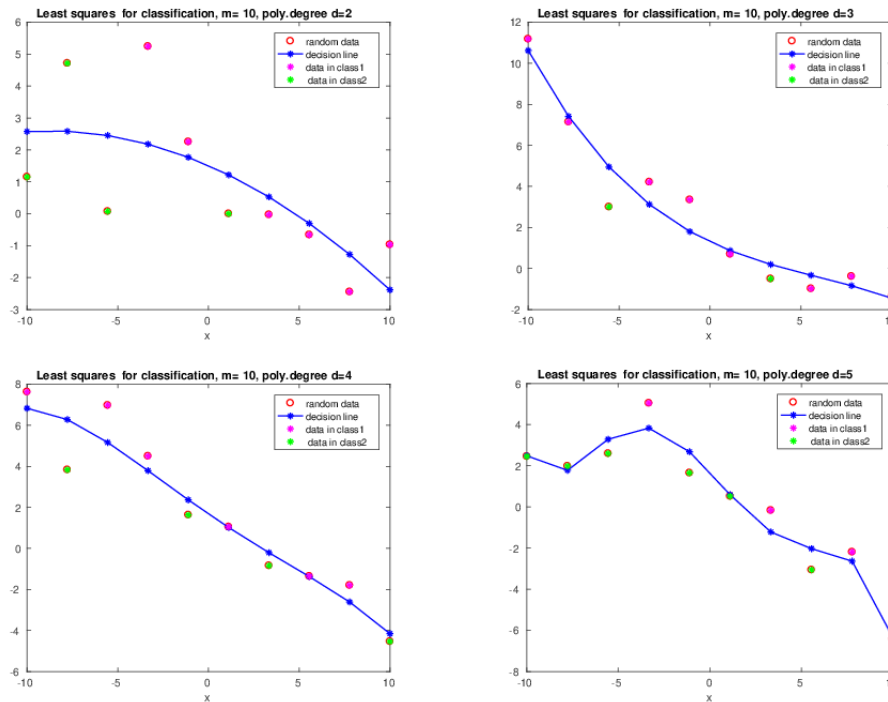 Least squares for classification, m= 10, poly.degree d=2
6
5
4
3
2
1
0
-1
-2
-3
-10
-5
0
5
10
x
random data
decision line
data in class1
data in class2
Least squares for classification, m= 10, poly.degree d=3
12
10
8
6
4
2
0
-2
-10
-5
0
5
10
x
random data
decision line
data in class1
data in class2
Least squares for classification, m= 10, poly.degree d=4
8
6
4
2
0
-2
-4
-6
-10
-5
0
5
10
x
random data
decision line
data in class1
data in class2
Least squares for classification, m= 10, poly.degree d=5
6
4
2
0
-2
-4
-6
-8
-10
-5
0
5
x
random data
decision line
data in class1
data in class2